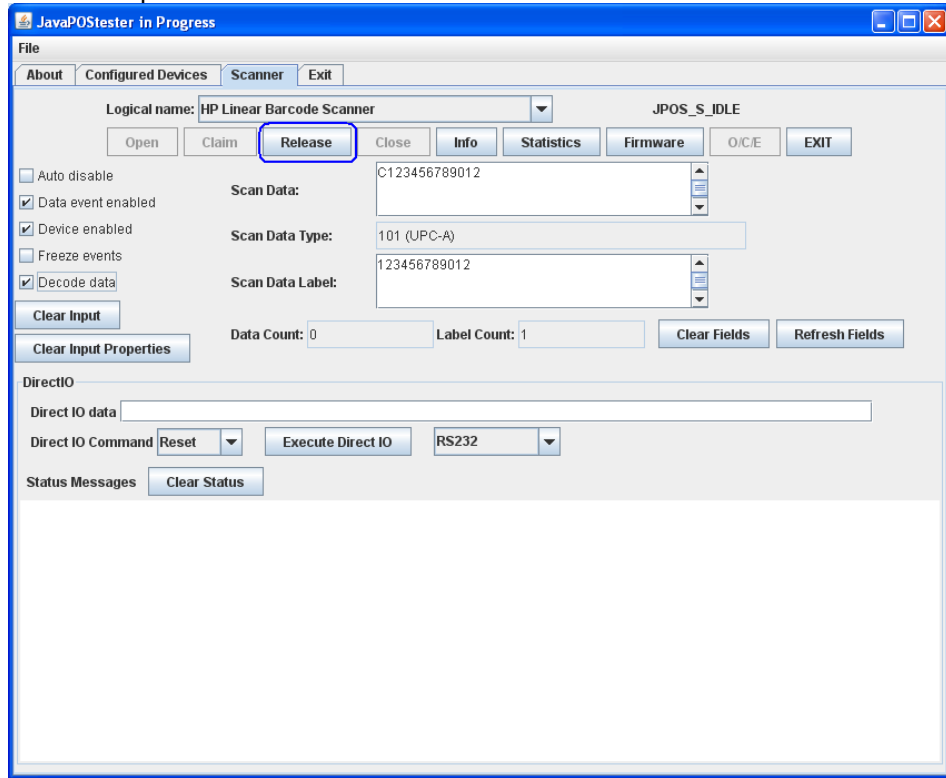 JavaPOStester in Progress
File
About Configured Devices Scanner Exit
Logical name: HP Linear Barcode Scanner JPOS_S_IDLE
Open Claim Release Close Info Statistics Firmware O/C/E EXIT
Auto disable
Data event enabled
Device enabled
Freeze events
Decode data
Clear Input
Clear Input Properties
Scan Data: C123456789012
Scan Data Type: 101 (UPC-A)
Scan Data Label: 123456789012
Data Count: 0 Label Count: 1 Clear Fields Refresh Fields
DirectIO
Direct IO data
Direct IO Command Reset Execute Direct IO RS232
Status Messages Clear Status